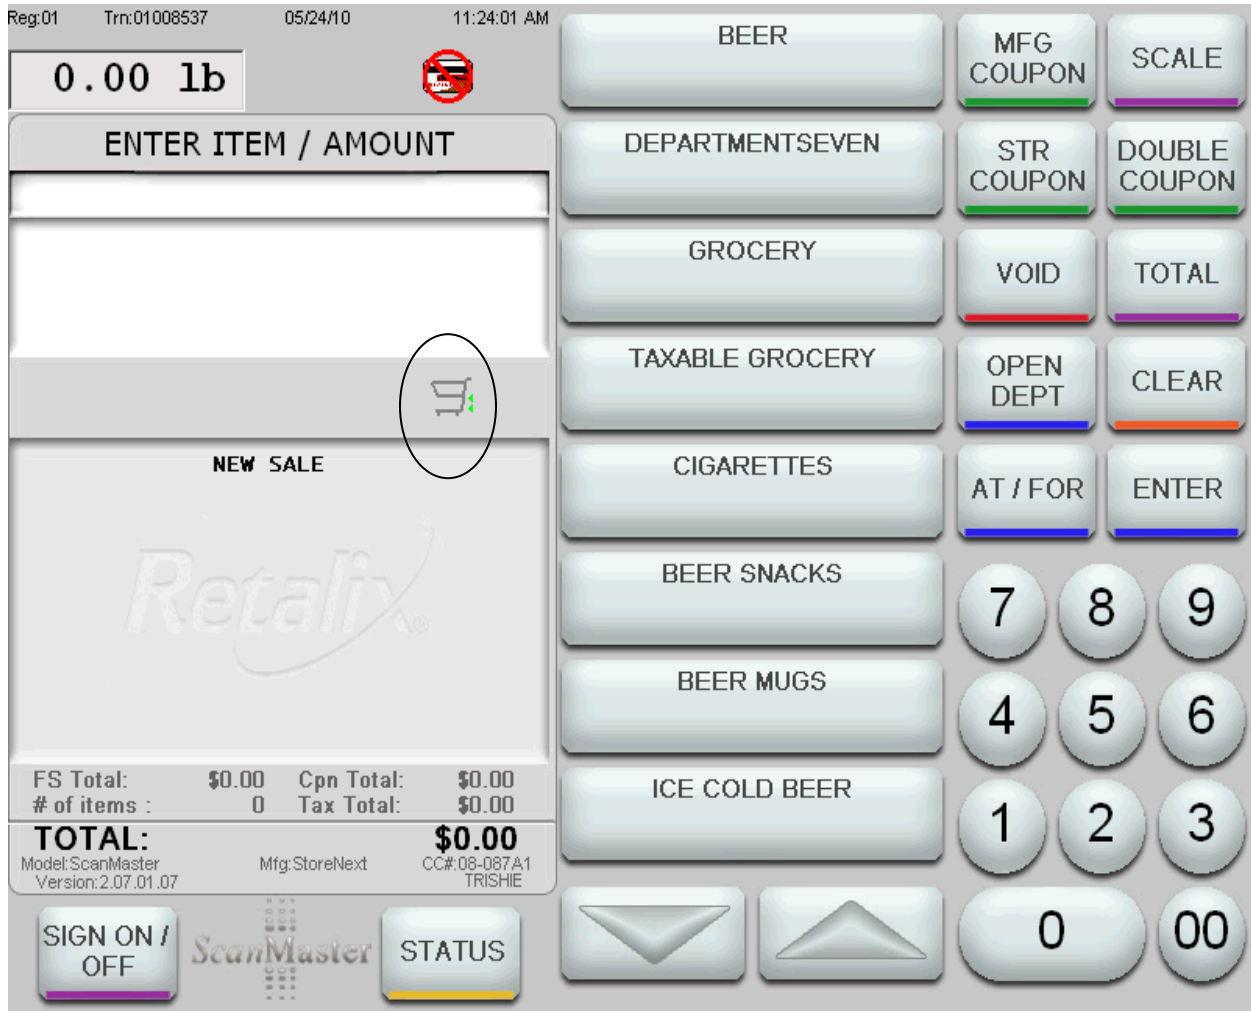 Reg:01 Trn:01008537 05/24/10 11:24:01 AM
0.00 lb
ENTER ITEM / AMOUNT
NEW SALE
Retalix
FS Total: $0.00 Cpn Total: $0.00
# of items : 0 Tax Total: $0.00
TOTAL: $0.00
Model:ScanMaster Mfg:StoreNext CC#:08-087A1
Version:2.07.01.07 TRISHIE
SIGN ON /
OFF
ScanMaster
STATUS
BEER
DEPARTMENTSEVEN
GROCERY
TAXABLE GROCERY
CIGARETTES
BEER SNACKS
BEER MUGS
ICE COLD BEER
MFG
COUPON
SCALE
STR
COUPON
DOUBLE
COUPON
VOID
TOTAL
OPEN
DEPT
CLEAR
AT / FOR
ENTER
7 8 9
4 5 6
1 2 3
0 00